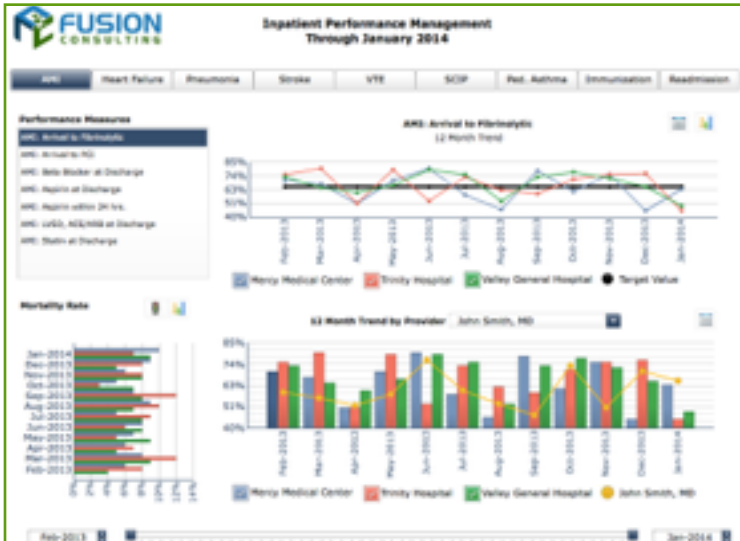 FUSION
CONSULTING
Inpatient Performance Management
Through January 2014
AMI Heart Failure Pneumonia Stroke VTE SCIP Ped. Asthma Immunization Readmission
Performance Measures
AMI: Arrival to Fibrinolytic
AMI: Arrival to PCI
AMI: Beta Blocker at Discharge
AMI: Aspirin at Discharge
AMI: Aspirin within 24 hrs.
AMI: LVSD, ACE/ARB at Discharge
AMI: Statin at Discharge
AMI: Arrival to Fibrinolytic
12 Month Trend
85%
74%
63%
51%
40%
Feb-2013 Mar-2013 Apr-2013 May-2013 Jun-2013 Jul-2013 Aug-2013 Sep-2013 Oct-2013 Nov-2013 Dec-2013 Jan-2014
Mercy Medical Center Trinity Hospital Valley General Hospital Target Value
Mortality Rate
Jan-2014
Dec-2013
Nov-2013
Oct-2013
Sep-2013
Aug-2013
Jul-2013
Jun-2013
May-2013
Apr-2013
Mar-2013
Feb-2013
0% 2% 4% 6% 8% 10% 12% 14%
12 Month Trend by Provider John Smith, MD
85%
74%
63%
51%
40%
Feb-2013 Mar-2013 Apr-2013 May-2013 Jun-2013 Jul-2013 Aug-2013 Sep-2013 Oct-2013 Nov-2013 Dec-2013 Jan-2014
Mercy Medical Center Trinity Hospital Valley General Hospital John Smith, MD
Feb-2013 Jan-2014